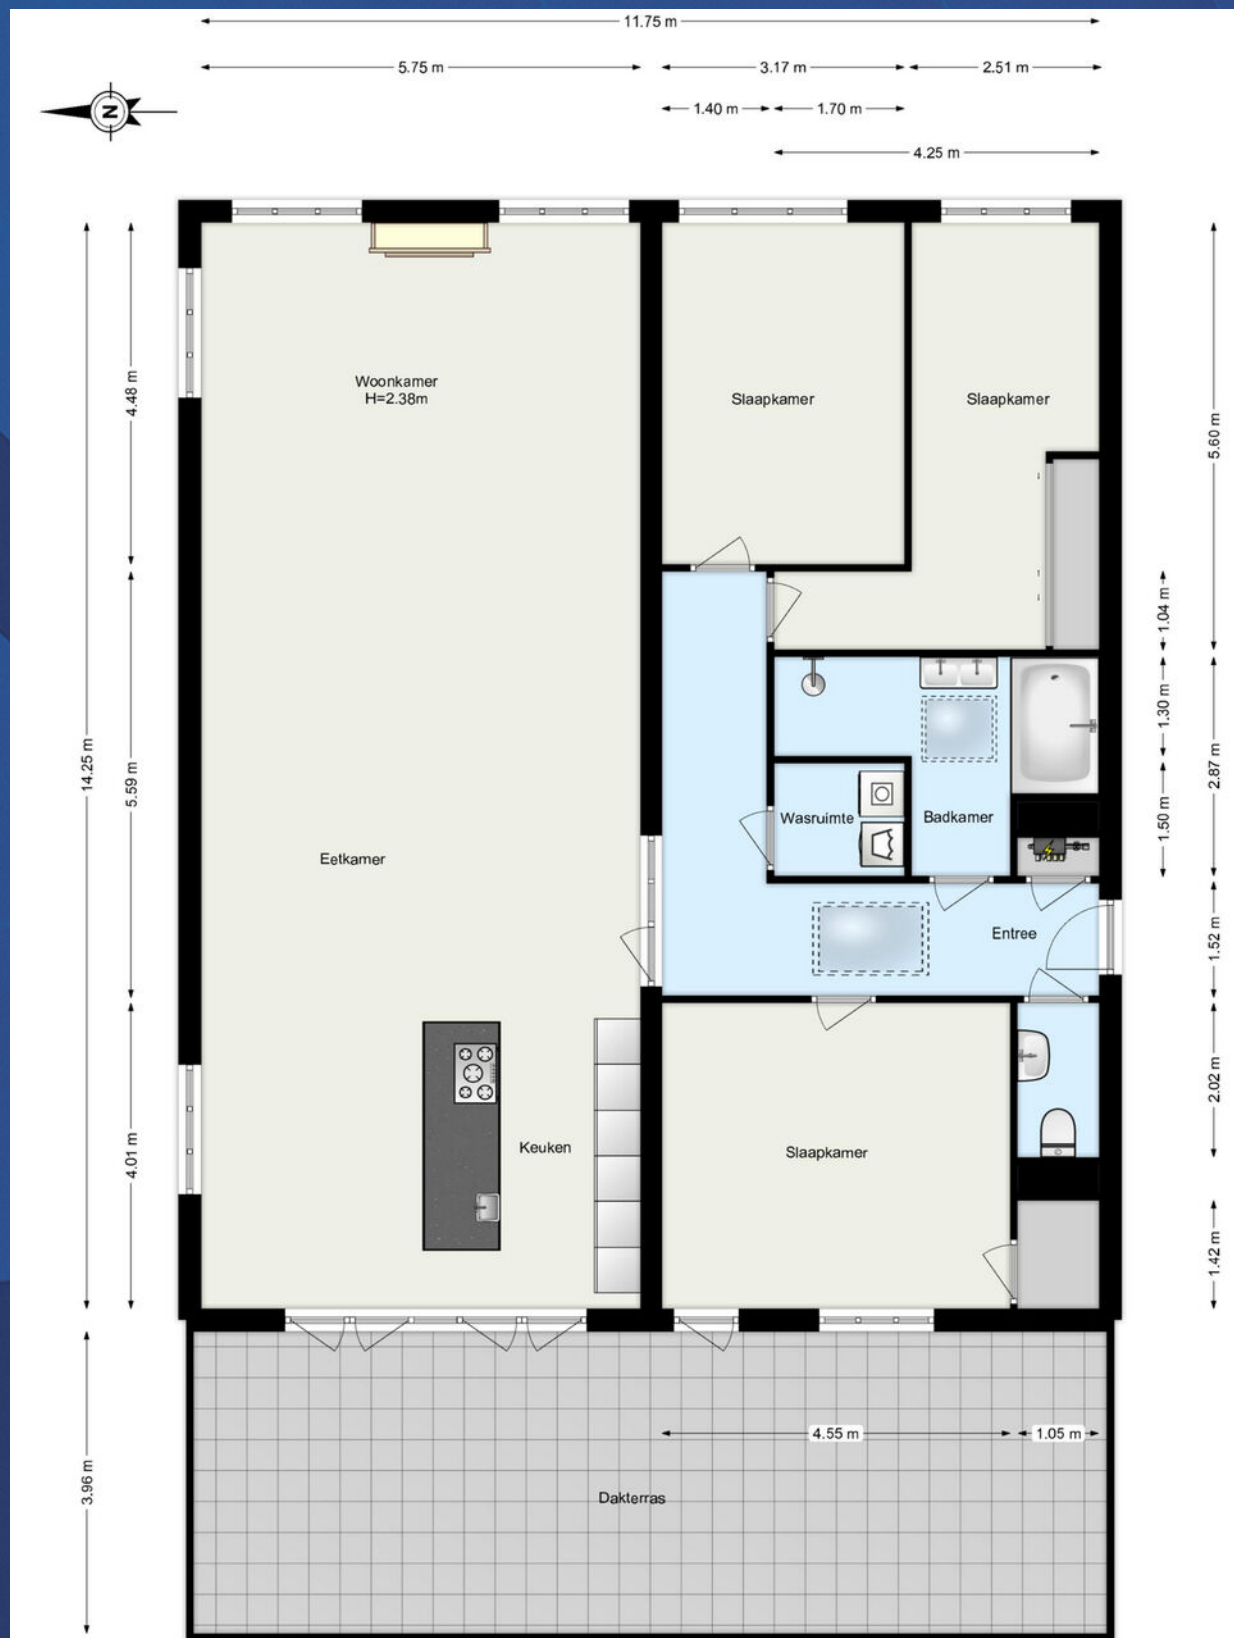 11.75 m
5.75 m
3.17 m
2.51 m
N
1.40 m
1.70 m
4.25 m
Woonkamer
H=2.38m
Slaapkamer
Slaapkamer
4.48 m
5.60 m
1.04 m
1.30 m
14.25 m
5.59 m
2.87 m
1.50 m
Wasruimte
Badkamer
Eetkamer
Entree
1.52 m
2.02 m
4.01 m
Keuken
Slaapkamer
1.42 m
4.55 m
1.05 m
3.96 m
Dakterras